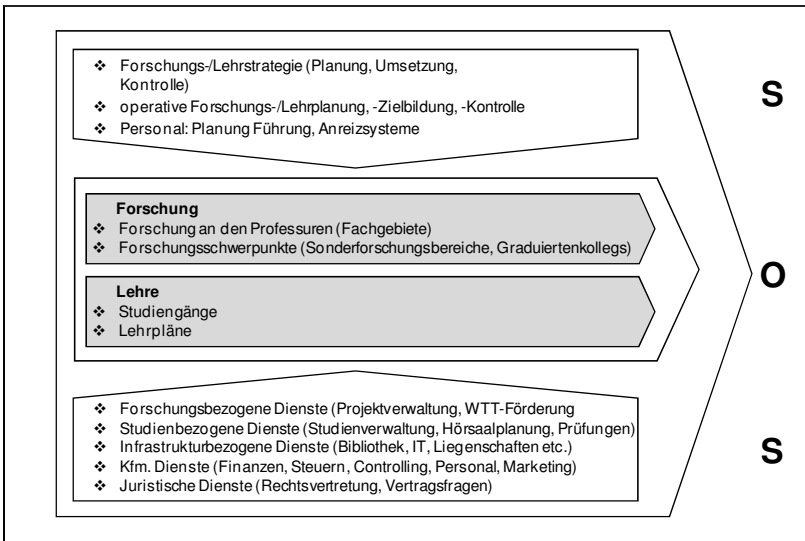 ❖ Forschungs-/Lehrstrategie (Planung, Umsetzung,
Kontrolle)
❖ operative Forschungs-/Lehrplanung, -Zielbildung, -Kontrolle
❖ Personal: Planung Führung, Anreizsysteme
S
Forschung
❖ Forschung an den Professuren (Fachgebiete)
❖ Forschungsschwerpunkte (Sonderforschungsbereiche, Graduiertenkollegs)
Lehre
❖ Studiengänge
❖ Lehrpläne
O
❖ Forschungsbezogene Dienste (Projektverwaltung, WTT-Förderung
❖ Studienbezogene Dienste (Studienverwaltung, Hörsaalplanung, Prüfungen)
❖ Infrastrukturbezogene Dienste (Bibliothek, IT, Liegenschaften etc.)
❖ Kfm. Dienste (Finanzen, Steuern, Controlling, Personal, Marketing)
❖ Juristische Dienste (Rechtsvertretung, Vertragsfragen)
S